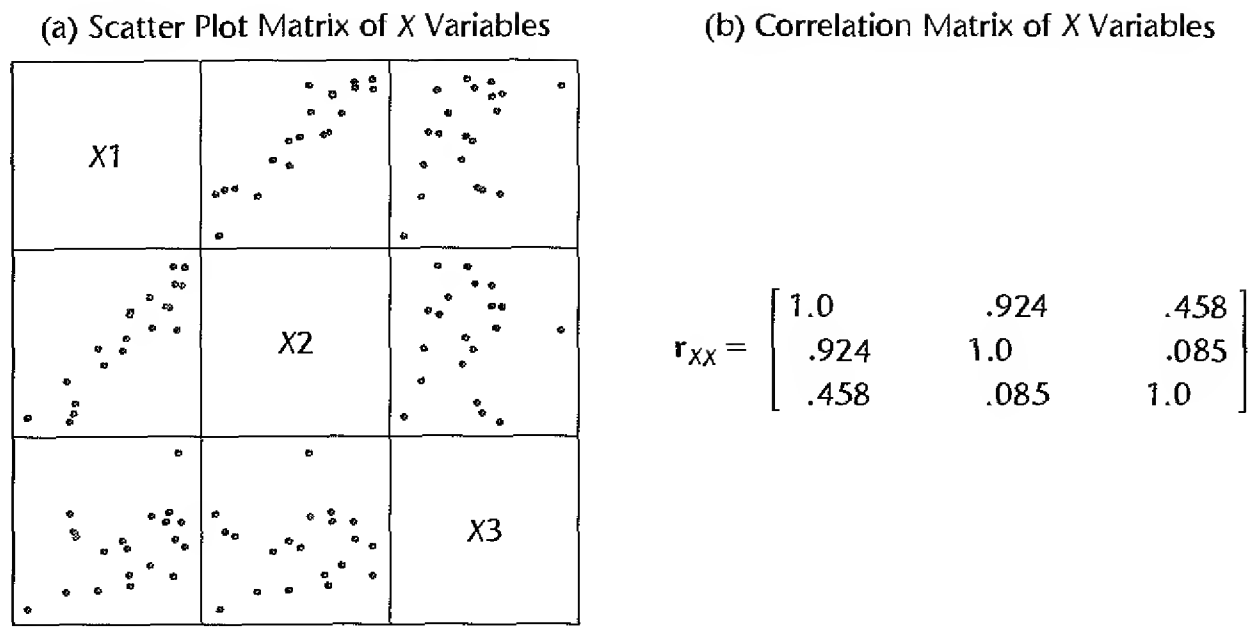 (a) Scatter Plot Matrix of X Variables
(b) Correlation Matrix of X Variables
X1
X2
X3
r_XX = [ 1.0 .924 .458
.924 1.0 .085
.458 .085 1.0 ]